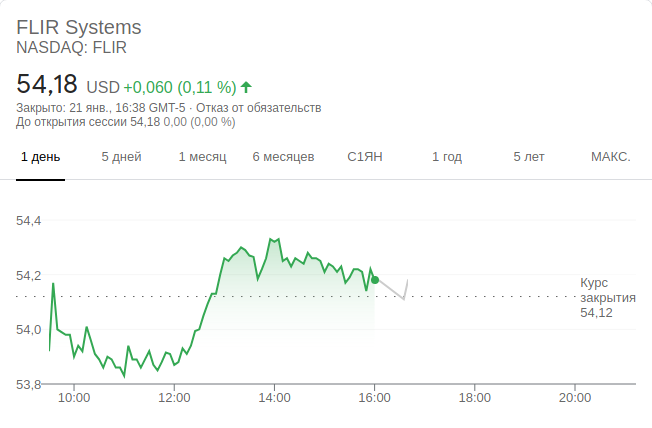 FLIR Systems
NASDAQ: FLIR
54,18 USD +0,060 (0,11 %)
Закрыто: 21 янв., 16:38 GMT-5 · Отказ от обязательств
До открытия сессии 54,18 0,00 (0,00 %)
1 день 5 дней 1 месяц 6 месяцев С1ЯН 1 год 5 лет МАКС.
54,4
54,2
Курс
закрытия
54,12
54,0
53,8
10:00 12:00 14:00 16:00 18:00 20:00